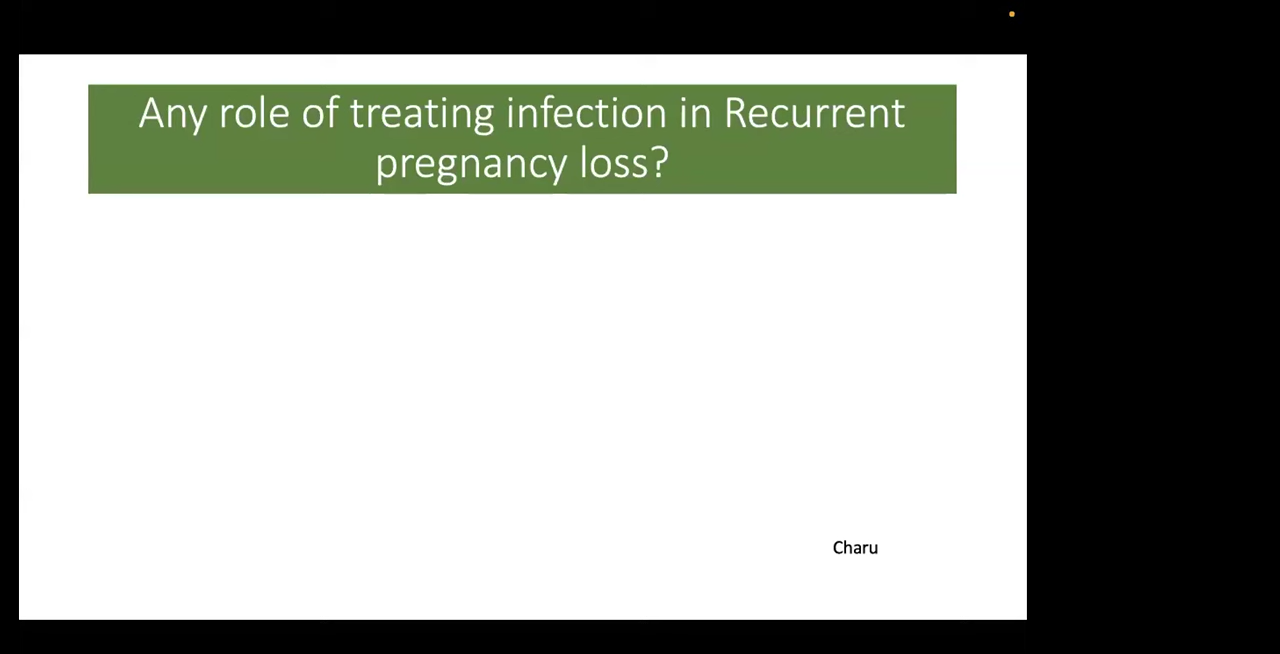 Any role of treating infection in Recurrent
pregnancy loss?
Charu